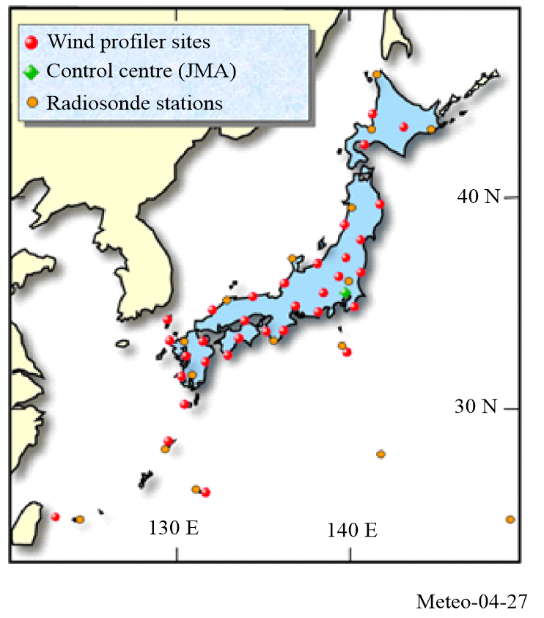 Wind profiler sites
Control centre (JMA)
Radiosonde stations
40 N
30 N
130 E
140 E
Meteo-04-27